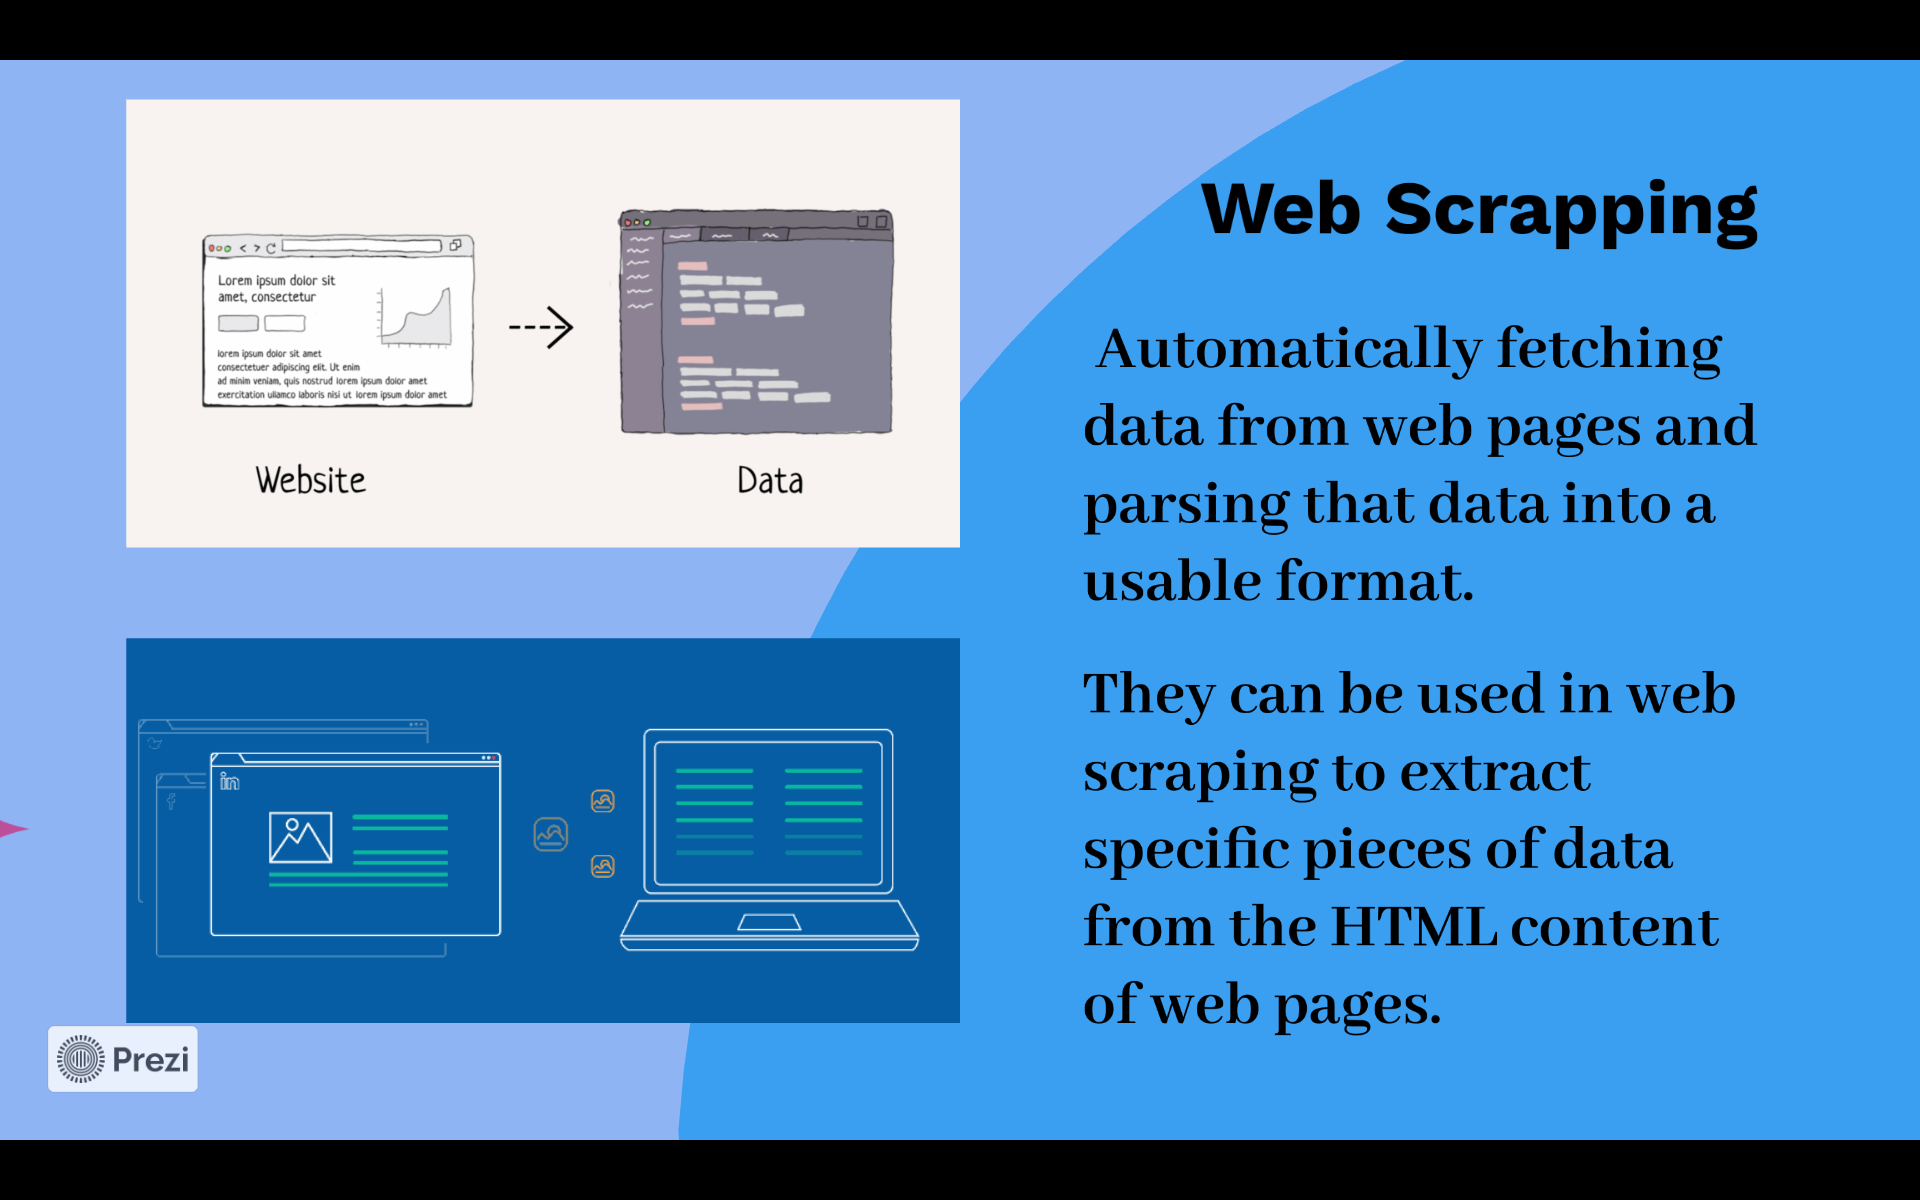 Lorem ipsum dolor sit
amet, consectetur
lorem ipsum dolor sit amet
consectetuer adipiscing elit. Ut enim
ad minim veniam, quis nostrud lorem ipsum dolor amet
exercitation ullamco laboris nisi ut lorem ipsum dolor amet
Website
Data
in
f
Prezi
Web Scrapping
Automatically fetching
data from web pages and
parsing that data into a
usable format.
They can be used in web
scraping to extract
specific pieces of data
from the HTML content
of web pages.